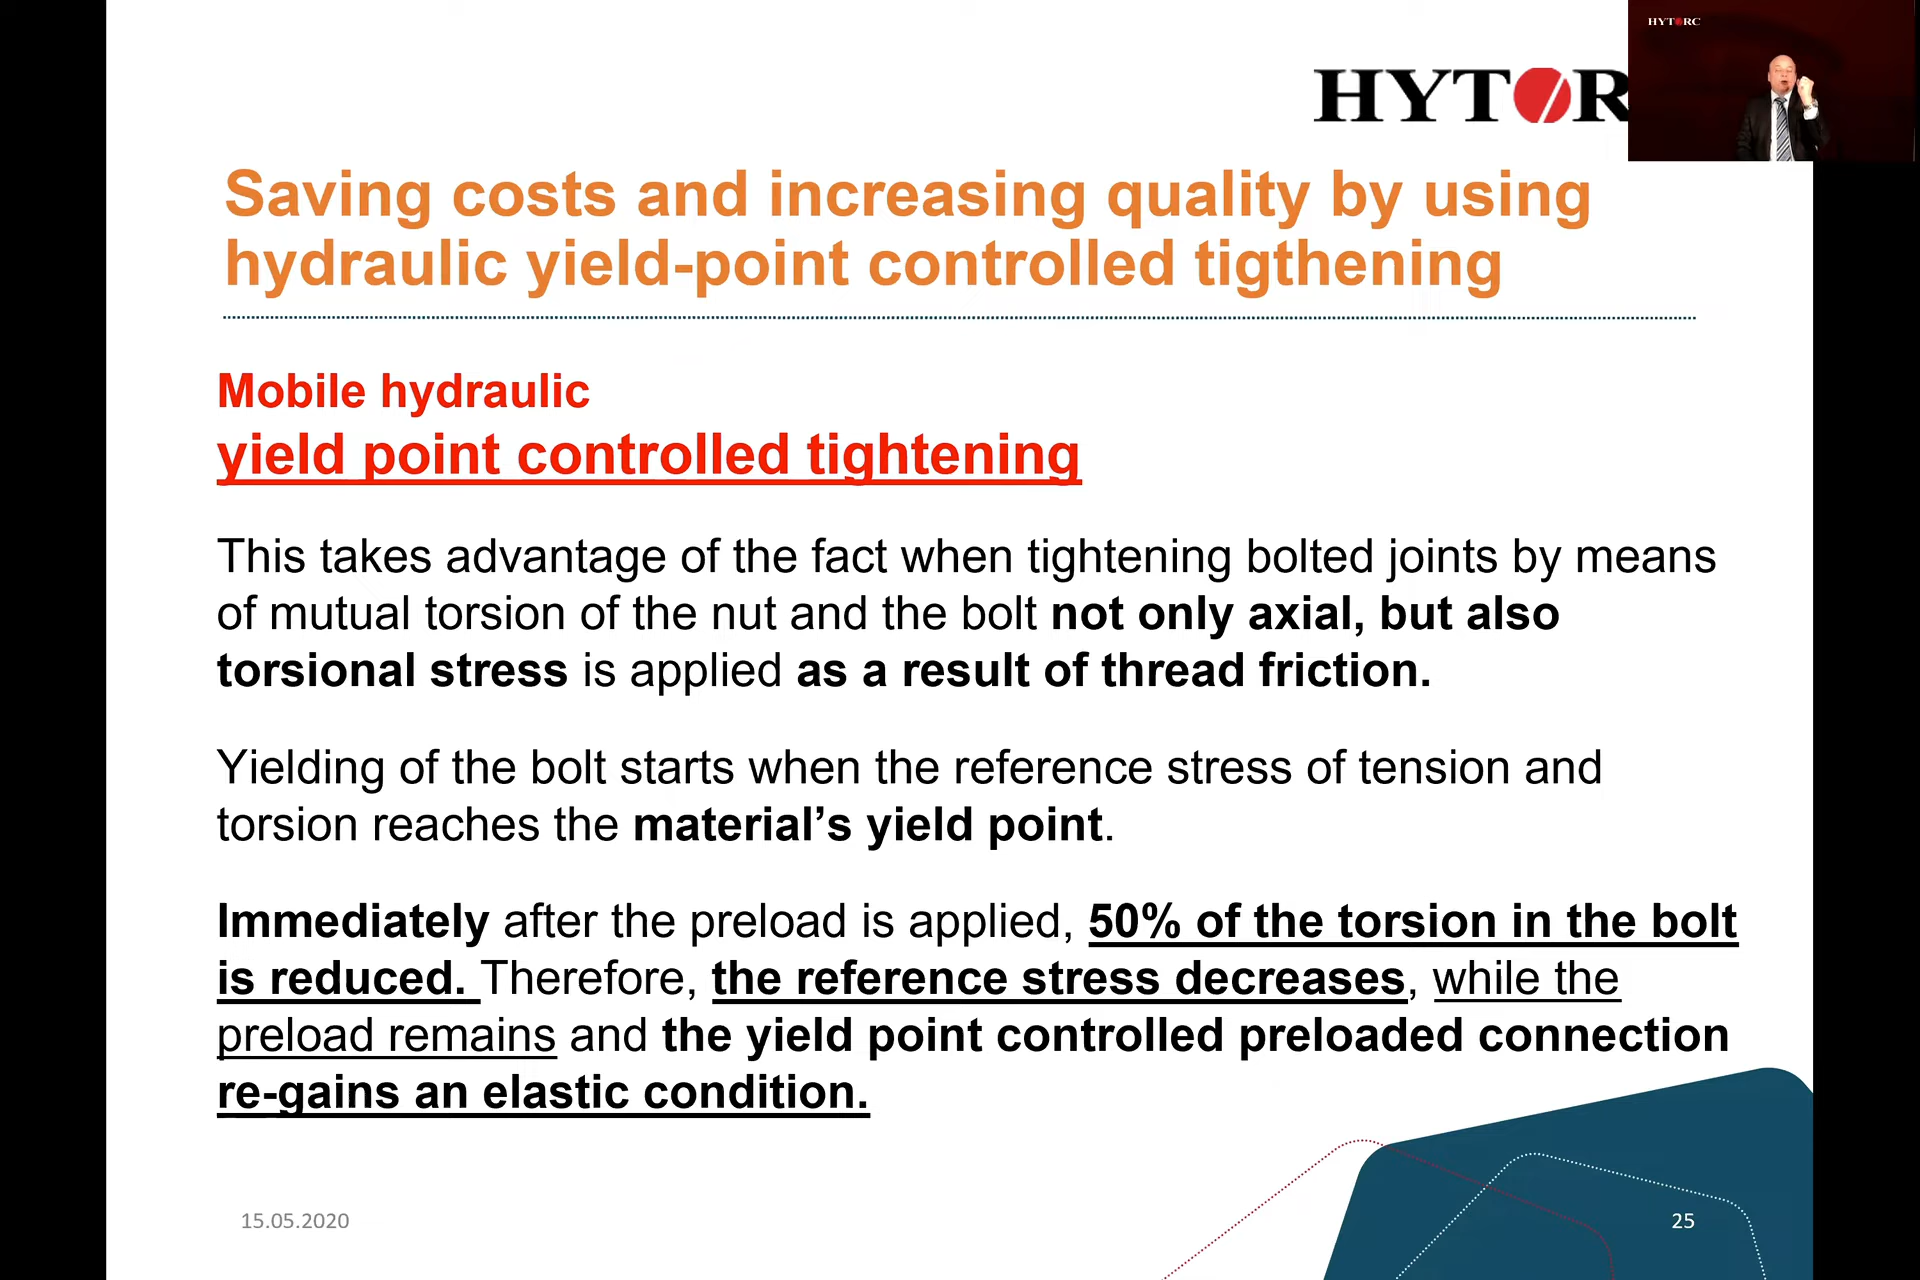 HYTORC
HYTOR
Saving costs and increasing quality by using
hydraulic yield-point controlled tigthening
Mobile hydraulic
yield point controlled tightening
This takes advantage of the fact when tightening bolted joints by means
of mutual torsion of the nut and the bolt not only axial, but also
torsional stress is applied as a result of thread friction.
Yielding of the bolt starts when the reference stress of tension and
torsion reaches the material’s yield point.
Immediately after the preload is applied, 50% of the torsion in the bolt
is reduced. Therefore, the reference stress decreases, while the
preload remains and the yield point controlled preloaded connection
re-gains an elastic condition.
15.05.2020
25